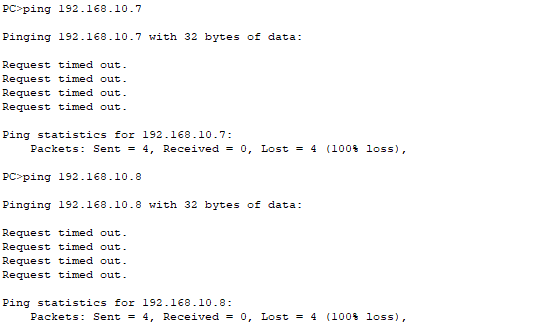 PC>ping 192.168.10.7
Pinging 192.168.10.7 with 32 bytes of data:
Request timed out.
Request timed out.
Request timed out.
Request timed out.
Ping statistics for 192.168.10.7:
    Packets: Sent = 4, Received = 0, Lost = 4 (100% loss),
PC>ping 192.168.10.8
Pinging 192.168.10.8 with 32 bytes of data:
Request timed out.
Request timed out.
Request timed out.
Request timed out.
Ping statistics for 192.168.10.8:
    Packets: Sent = 4, Received = 0, Lost = 4 (100% loss),